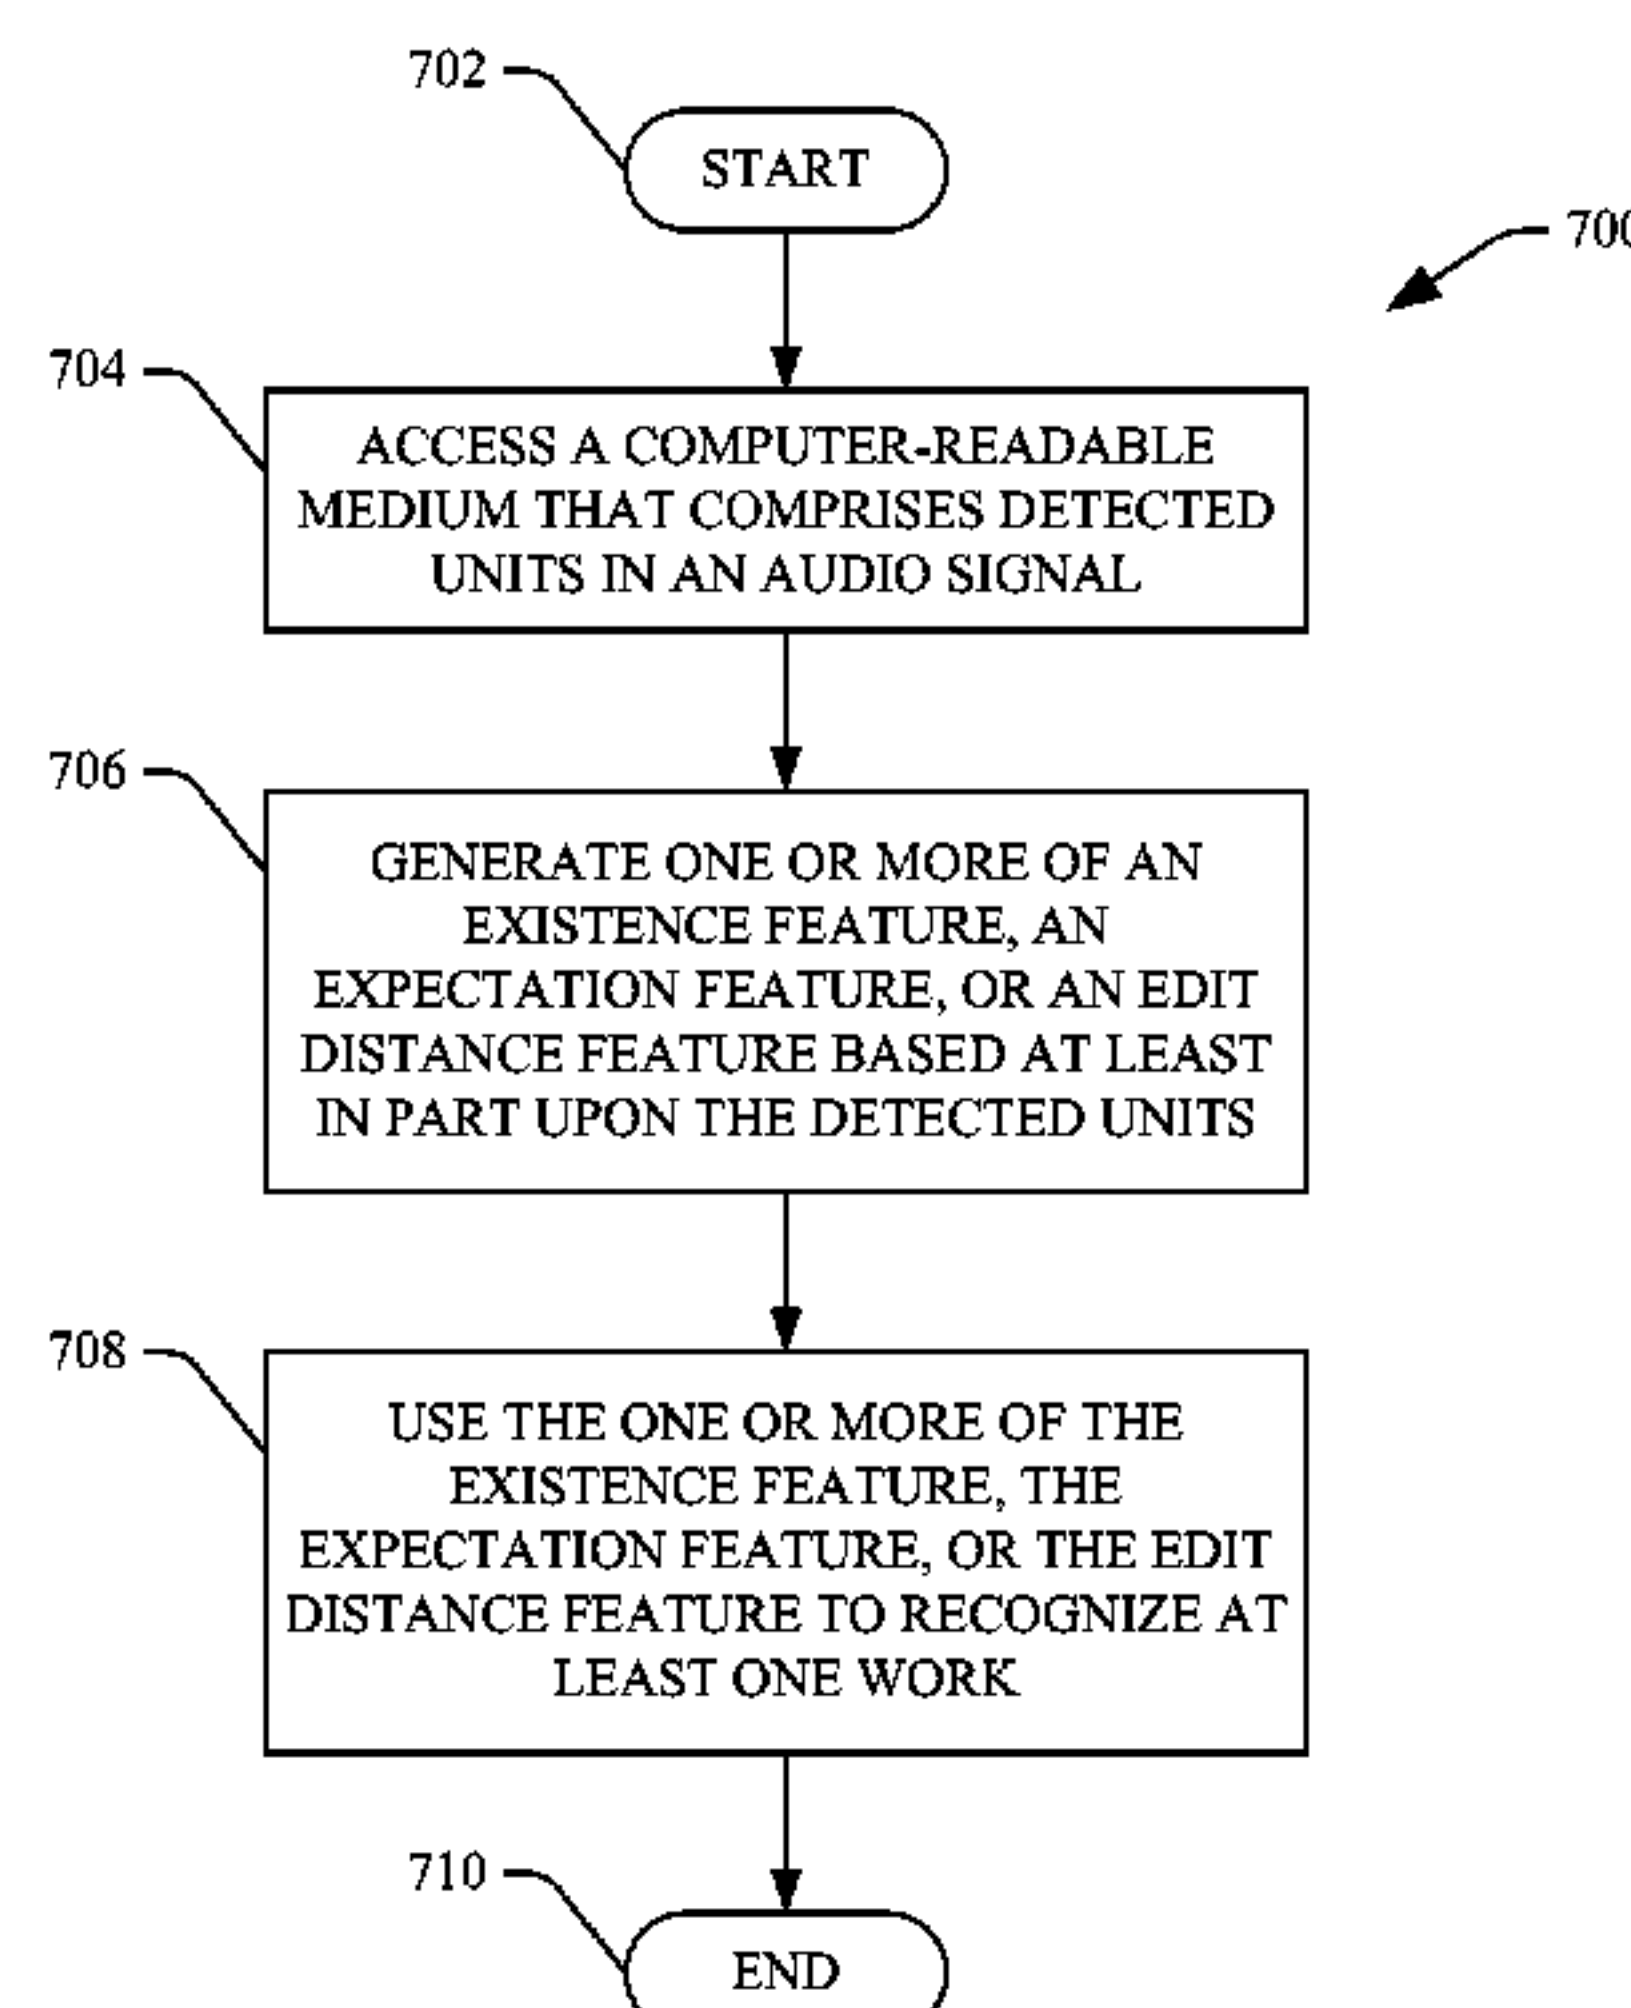 702
START
700
704
ACCESS A COMPUTER-READABLE
MEDIUM THAT COMPRISES DETECTED
UNITS IN AN AUDIO SIGNAL
706
GENERATE ONE OR MORE OF AN
EXISTENCE FEATURE, AN
EXPECTATION FEATURE, OR AN EDIT
DISTANCE FEATURE BASED AT LEAST
IN PART UPON THE DETECTED UNITS
708
USE THE ONE OR MORE OF THE
EXISTENCE FEATURE, THE
EXPECTATION FEATURE, OR THE EDIT
DISTANCE FEATURE TO RECOGNIZE AT
LEAST ONE WORK
710
END